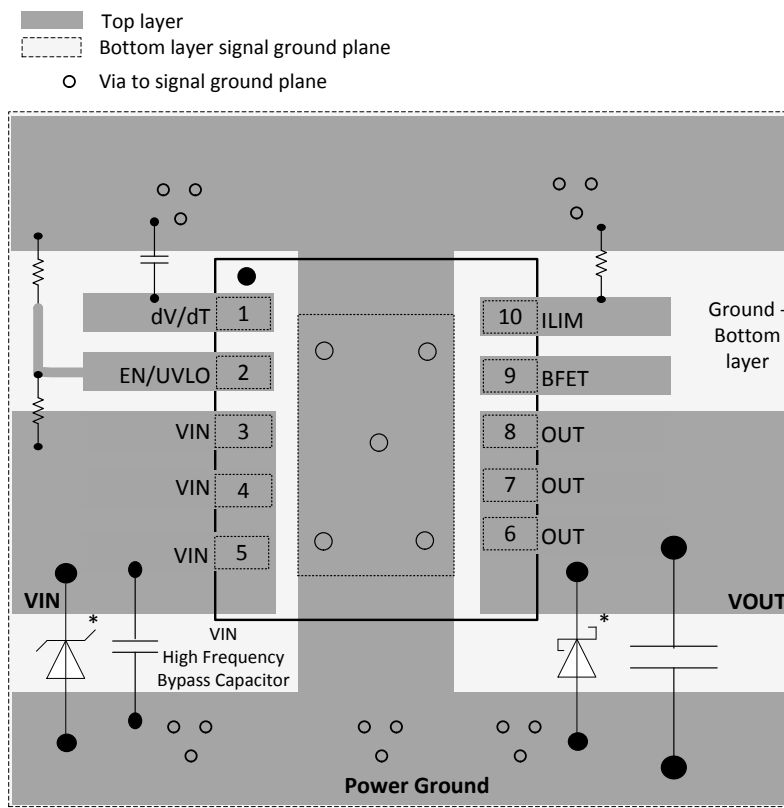 Top layer
Bottom layer signal ground plane
Via to signal ground plane
dV/dT 1
10 ILIM
Ground -
Bottom
layer
EN/UVLO 2
9 BFET
VIN 3
8 OUT
VIN 4
7 OUT
VIN 5
6 OUT
VIN
*
VIN
High Frequency
Bypass Capacitor
*
VOUT
Power Ground